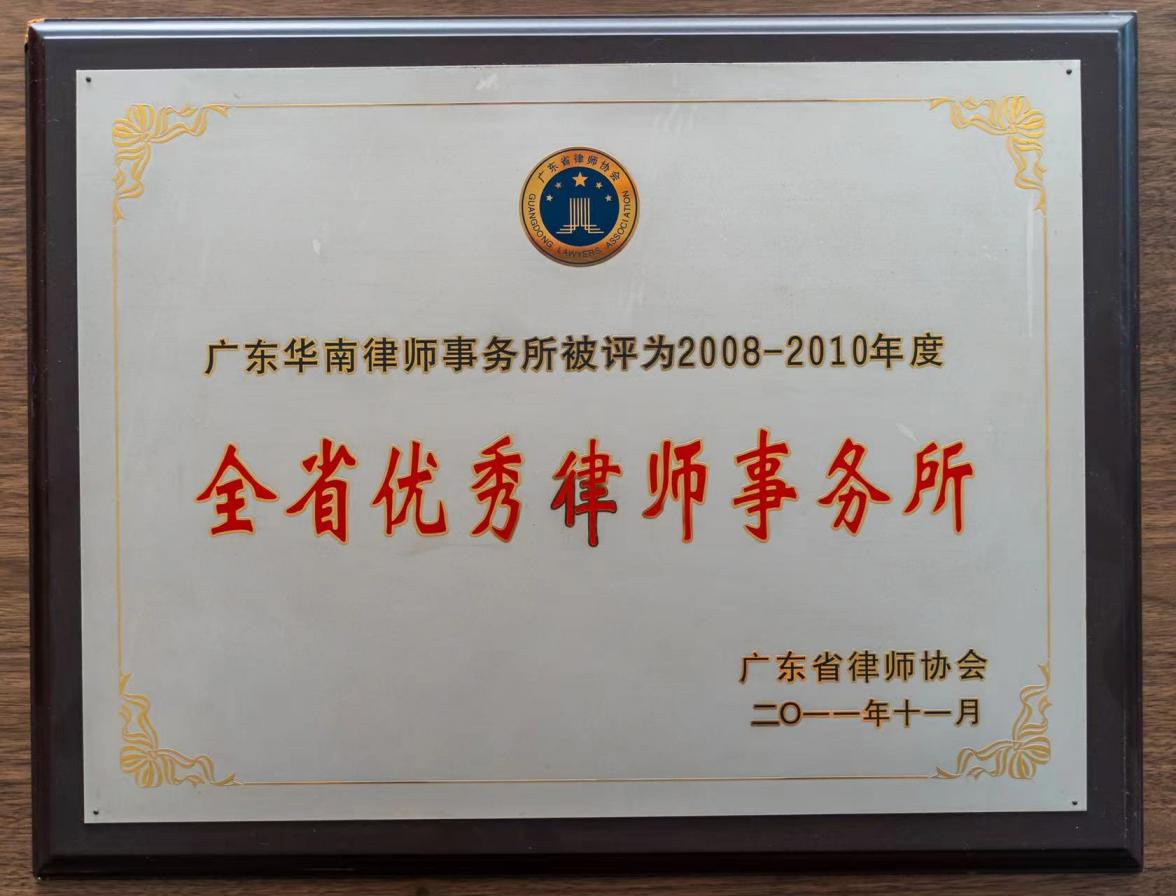 广东省律师协会
GUANGDONG LAWYERS ASSOCIATION
广东华南律师事务所被评为2008-2010年度
全省优秀律师事务所
广东省律师协会
二〇一一年十一月